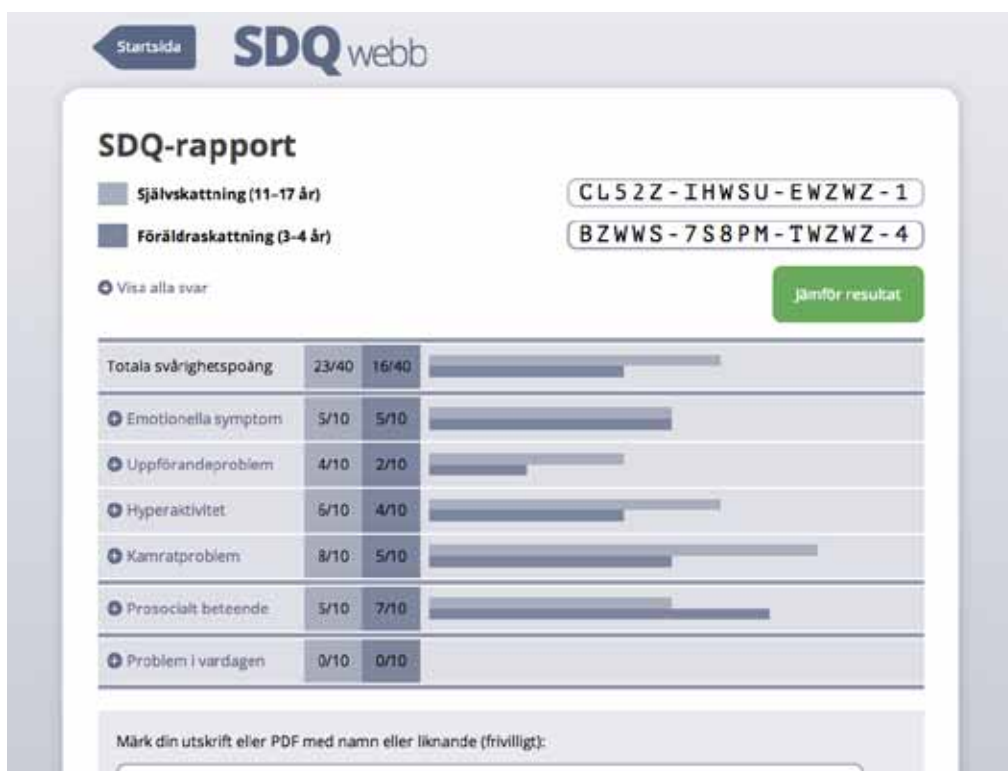 Startsida
SDQ webb
SDQ-rapport
Självskattning (11–17 år)
CL52Z-IHWSU-EWZWZ-1
Föräldraskattning (3–4 år)
BZWWS-7S8PM-TWZWZ-4
Visa alla svar
Jämför resultat
Totala svårighetspoäng 23/40 16/40
Emotionella symptom 5/10 5/10
Uppförandeproblem 4/10 2/10
Hyperaktivitet 6/10 4/10
Kamratproblem 8/10 5/10
Prosocialt beteende 5/10 7/10
Problem i vardagen 0/10 0/10
Märk din utskrift eller PDF med namn eller liknande (frivilligt):